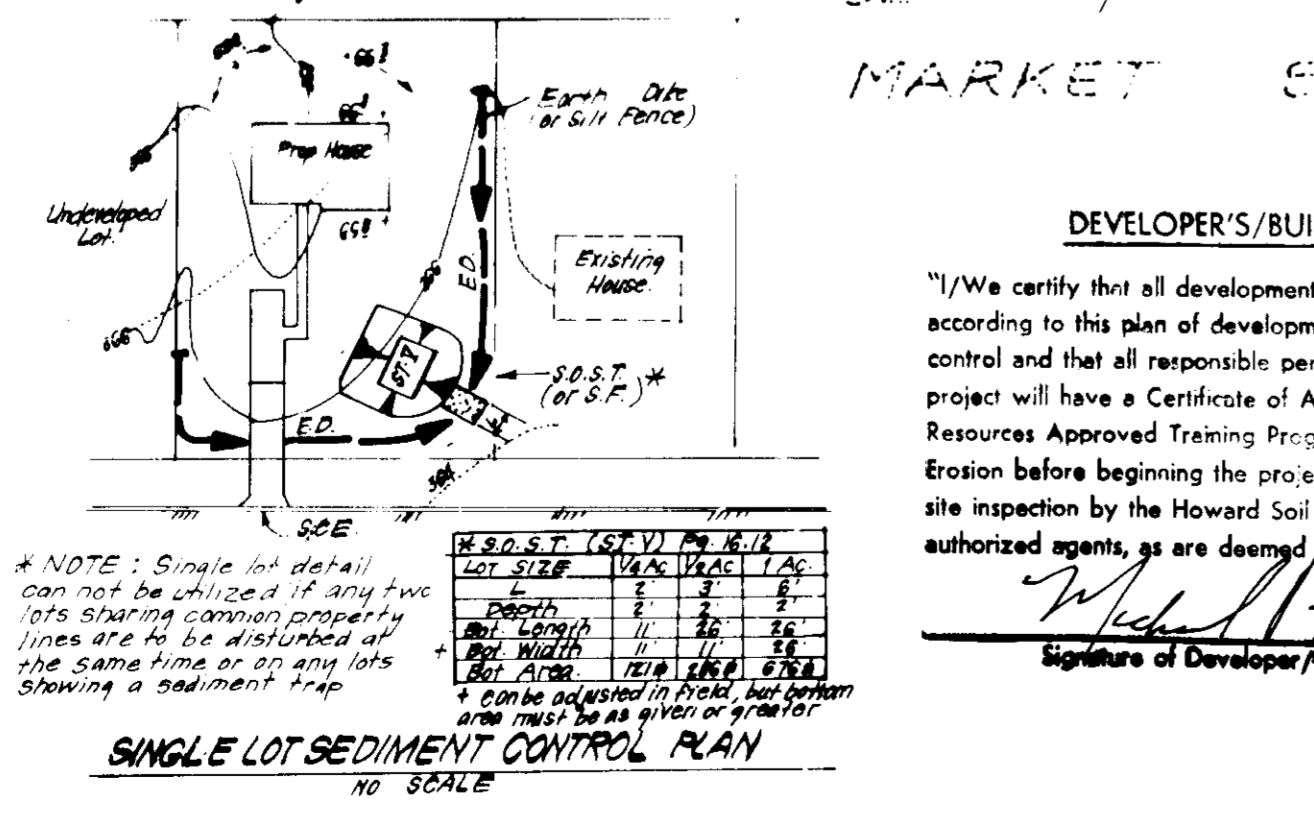 MARKET
Earth Dike
(or Silt Fence)
Prop House
Undeveloped
Lot.
Existing
House.
E.D.
ST-V
S.O.S.T. *
(or S.F.)
E.D.
S.C.E.
* NOTE : Single lot detail
can not be utilized if any two
lots sharing common property
lines are to be disturbed at
the same time or on any lots
showing a sediment trap
* S.O.S.T. (ST-V) Pg. 16.12
LOT SIZE 1/4 AC 1/2 AC 1 AC.
L 2' 3' 6'
Depth 2' 2' 2'
Bot. Length 11' 26' 26'
+ Bot. Width 11' 11' 26'
Bot Area. 121 286 676
+ can be adjusted in field, but bottom
area must be as given or greater
SINGLE LOT SEDIMENT CONTROL PLAN
NO SCALE
DEVELOPER'S/BUI
"I/We certify that all development
according to this plan of developm
control and that all responsible per
project will have a Certificate of A
Resources Approved Training Prog
Erosion before beginning the proje
site inspection by the Howard Soil
authorized agents, as are deemed
Signature of Developer/